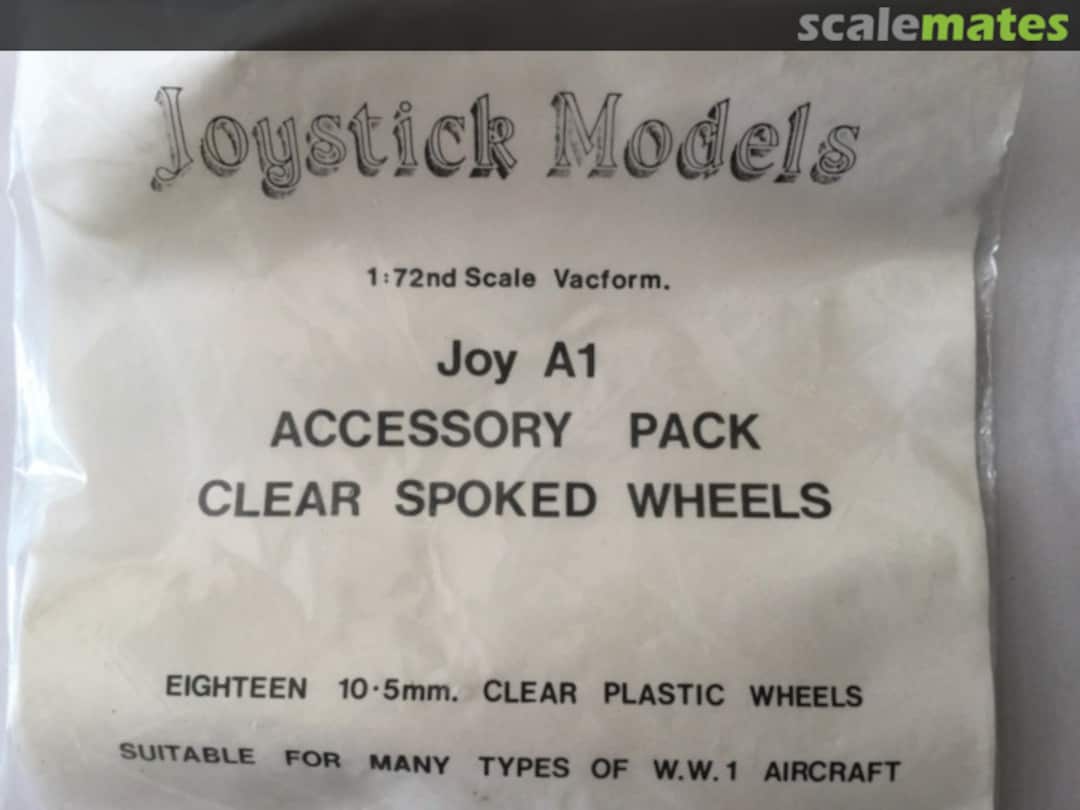 scalemates
Joystick Models
1:72nd Scale Vacform.
Joy A1
ACCESSORY PACK
CLEAR SPOKED WHEELS
EIGHTEEN 10·5mm. CLEAR PLASTIC WHEELS
SUITABLE FOR MANY TYPES OF W.W.1 AIRCRAFT